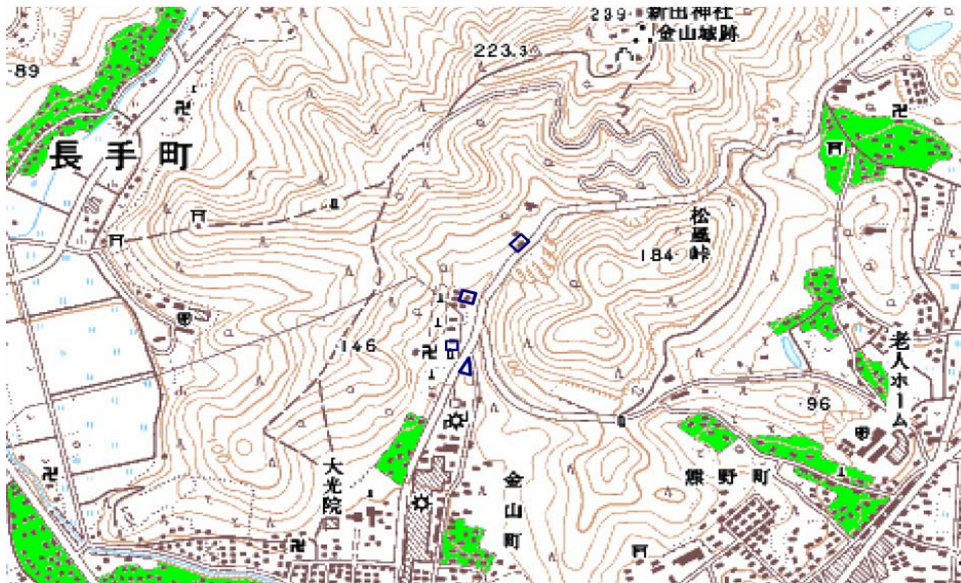 239
新田神社
金山城跡
223.3
89
長手町
松風峠
184
146
老人ホーム
96
大光院
金山町
熊野町